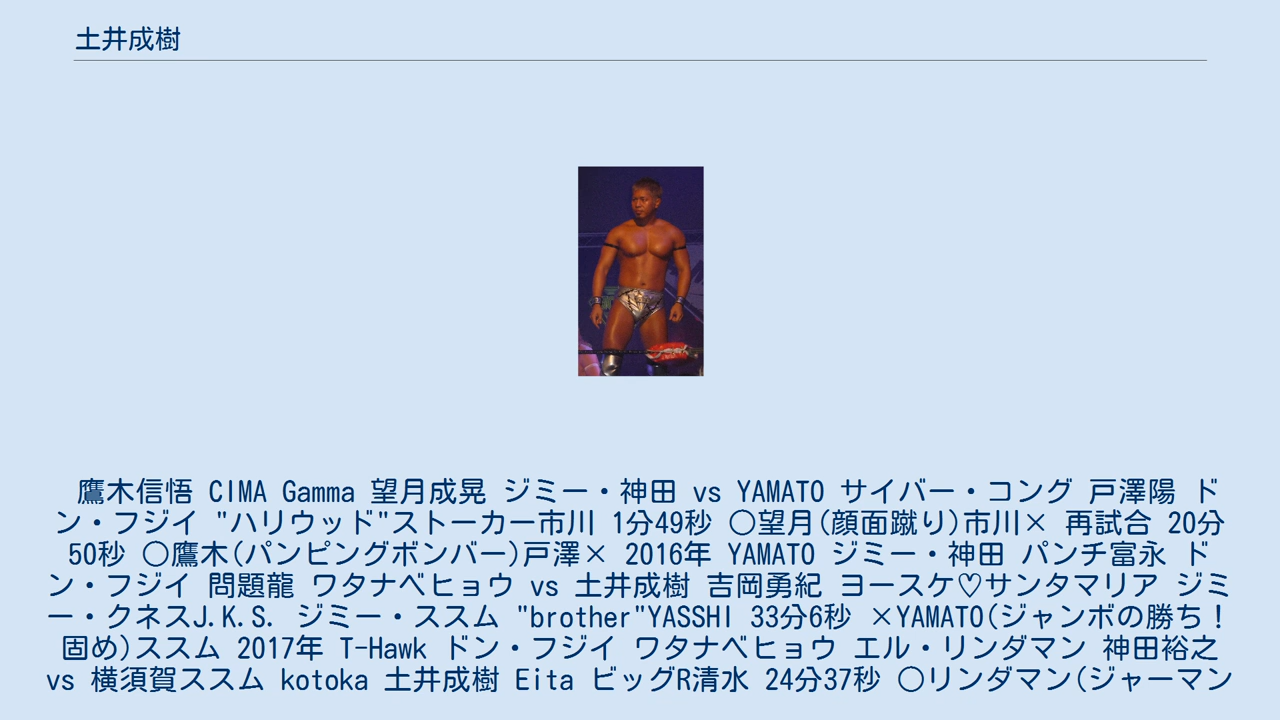 土井成樹
鷹木信悟 CIMA Gamma 望月成晃 ジミー・神田 vs YAMATO サイバー・コング 戸澤陽 ド
ン・フジイ "ハリウッド"ストーカー市川 1分49秒 ○望月(顔面蹴り)市川× 再試合 20分
50秒 ○鷹木(パンピングボンバー)戸澤× 2016年 YAMATO ジミー・神田 パンチ富永 ド
ン・フジイ 問題龍 ワタナベヒョウ vs 土井成樹 吉岡勇紀 ヨースケ♡サンタマリア ジミ
ー・クネスJ.K.S. ジミー・ススム "brother"YASSHI 33分6秒 ×YAMATO(ジャンボの勝ち！
固め)ススム 2017年 T-Hawk ドン・フジイ ワタナベヒョウ エル・リンダマン 神田裕之
vs 横須賀ススム kotoka 土井成樹 Eita ビッグR清水 24分37秒 ○リンダマン(ジャーマン